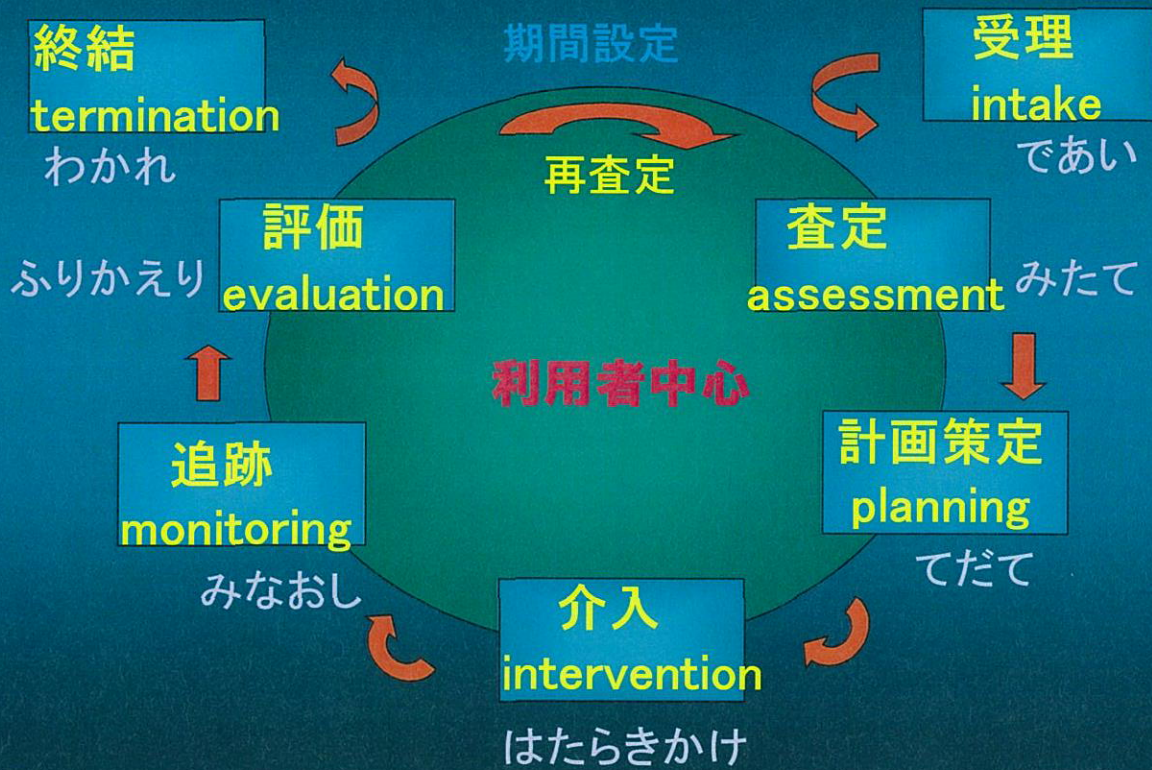 期間設定
受理
intake
であい
査定
assessment
みたて
計画策定
planning
てだて
介入
intervention
はたらきかけ
追跡
monitoring
みなおし
評価
evaluation
ふりかえり
再査定
終結
termination
わかれ
利用者中心